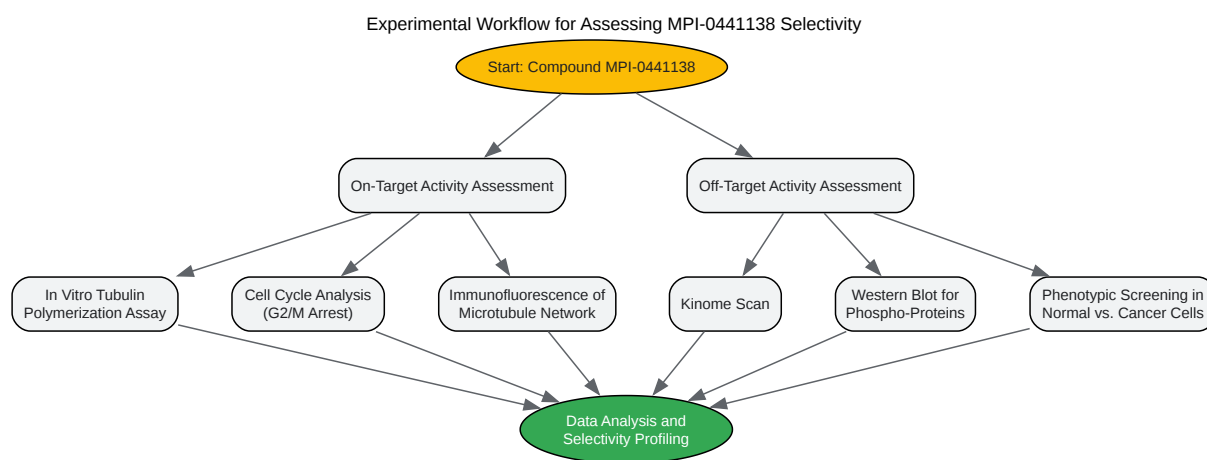 Experimental Workflow for Assessing MPI-0441138 Selectivity
Start: Compound MPI-0441138
On-Target Activity Assessment
Off-Target Activity Assessment
In Vitro Tubulin
Polymerization Assay
Cell Cycle Analysis
(G2/M Arrest)
Immunofluorescence of
Microtubule Network
Kinome Scan
Western Blot for
Phospho-Proteins
Phenotypic Screening in
Normal vs. Cancer Cells
Data Analysis and
Selectivity Profiling